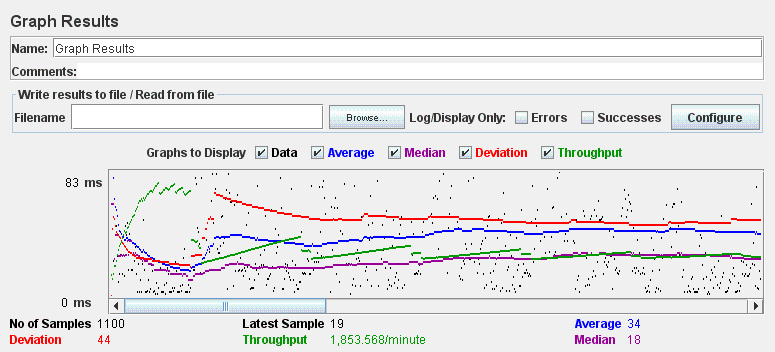 Graph Results
Name: Graph Results
Comments:
Write results to file / Read from file
Filename Browse... Log/Display Only: Errors Successes Configure
Graphs to Display Data Average Median Deviation Throughput
83 ms
0 ms
No of Samples 1100 Latest Sample 19 Average 34
Deviation 44 Throughput 1,853.568/minute Median 18